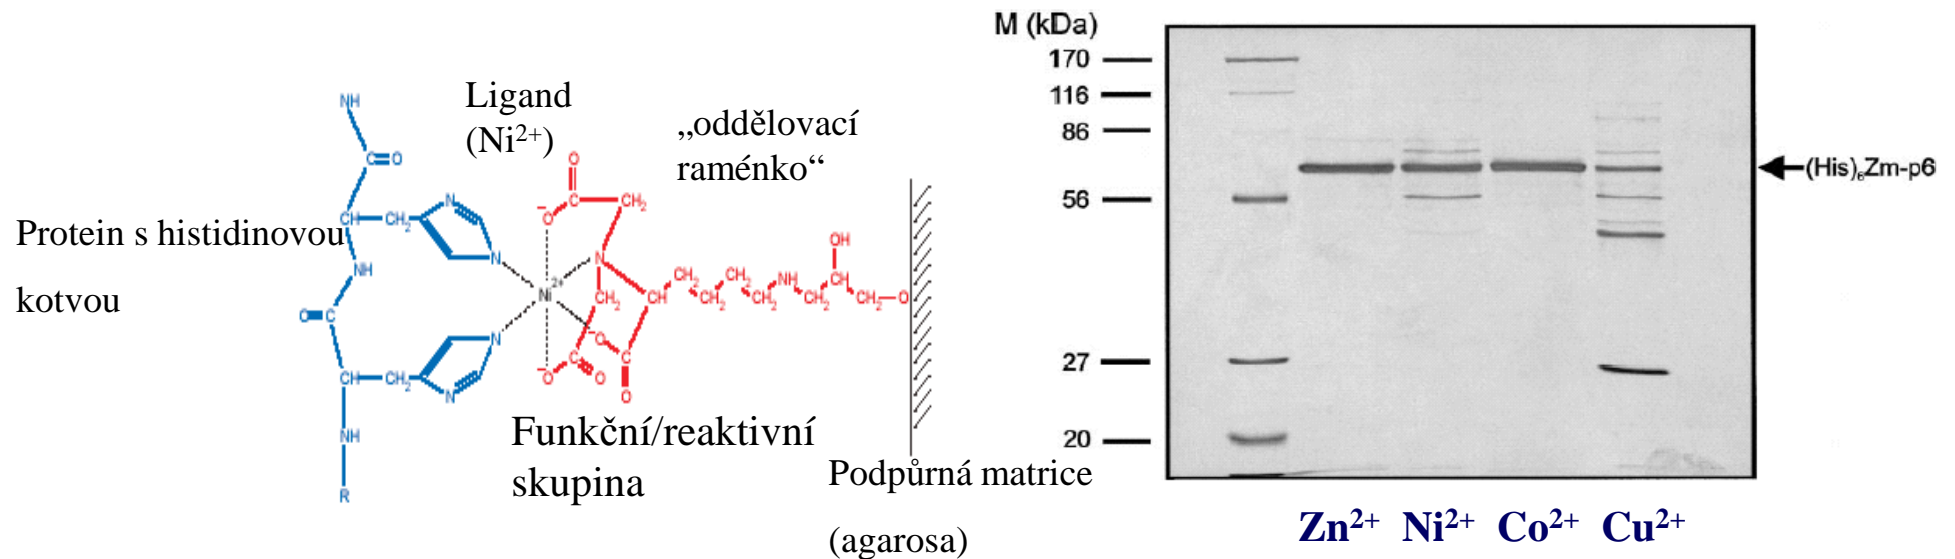 Protein s histidinovou
kotvou
Ligand
(Ni²⁺)
„oddělovací
raménko“
NH
C=O
CH
CH₂
N
N
NH
O=C
N
CH
CH₂
N
NH
R
Ni²⁺
O
C
O⁻
CH₂
N
CH₂
CH
C
O⁻
O
O⁻
C
O
CH₂
CH₂
CH₂
CH₂
NH
CH₂
OH
CH
CH₂
O
Funkční/reaktivní
skupina
Podpůrná matrice
(agarosa)
M (kDa)
170
116
86
56
27
20
(His)₆Zm-p6
Zn²⁺ Ni²⁺ Co²⁺ Cu²⁺